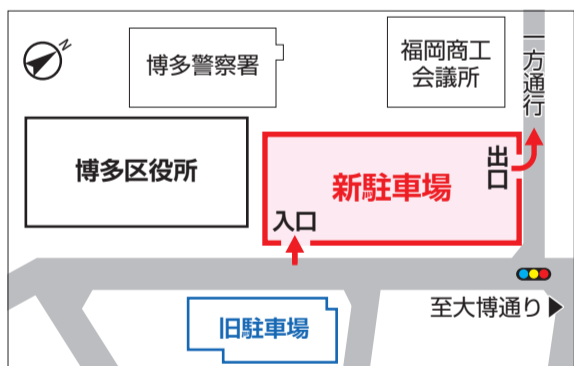 N
博多警察署
福岡商工
会議所
一方通行
博多区役所
新駐車場
出口
入口
旧駐車場
至大博通り▶